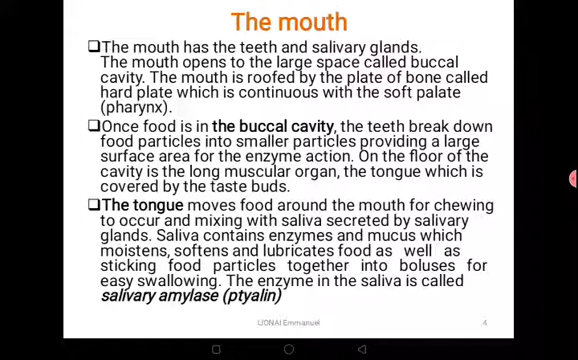 The mouth
The mouth has the teeth and salivary glands.
The mouth opens to the large space called buccal
cavity. The mouth is roofed by the plate of bone called
hard plate which is continuous with the soft palate
(pharynx).
Once food is in the buccal cavity, the teeth break down
food particles into smaller particles providing a large
surface area for the enzyme action. On the floor of the
cavity is the long muscular organ, the tongue which is
covered by the taste buds.
The tongue moves food around the mouth for chewing
to occur and mixing with saliva secreted by salivary
glands. Saliva contains enzymes and mucus which
moistens, softens and lubricates food as well as
sticking food particles together into boluses for
easy swallowing. The enzyme in the saliva is called
salivary amylase (ptyalin)
Emmanuel
4